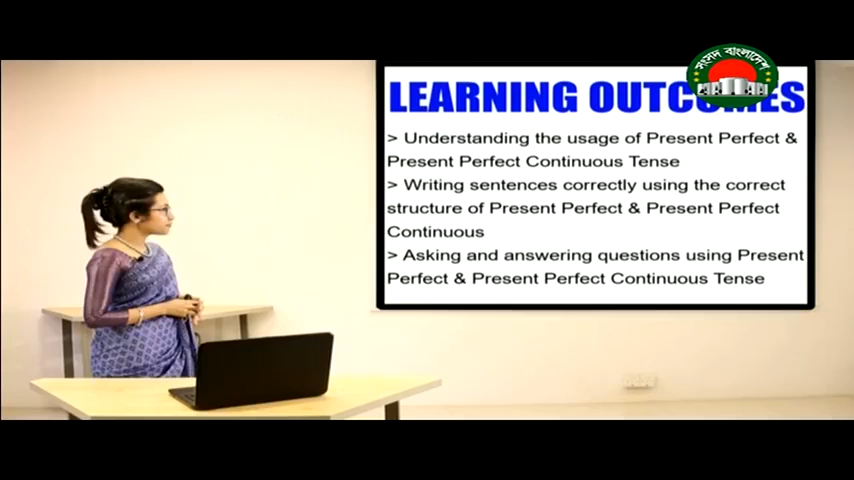 সংসদ বাংলাদেশ
LEARNING OUTCOMES
> Understanding the usage of Present Perfect &
Present Perfect Continuous Tense
> Writing sentences correctly using the correct
structure of Present Perfect & Present Perfect
Continuous
> Asking and answering questions using Present
Perfect & Present Perfect Continuous Tense